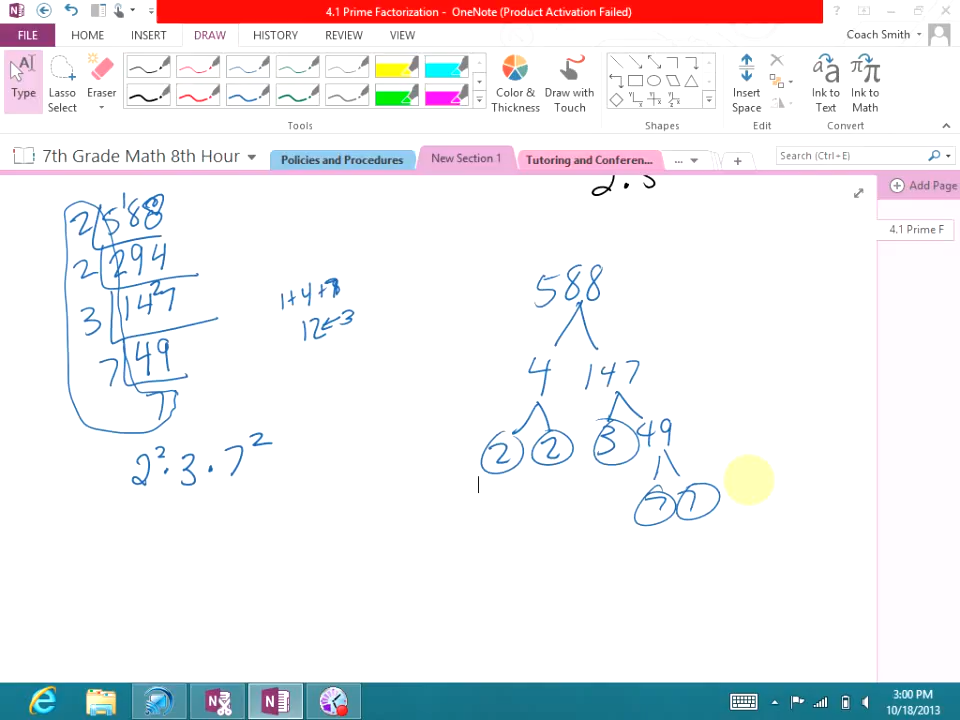 4.1 Prime Factorization - OneNote (Product Activation Failed)
?
FILE HOME INSERT DRAW HISTORY REVIEW VIEW Coach Smith
Type
Lasso Select
Eraser
Color & Thickness
Draw with Touch
Insert Space
Ink to Text
Ink to Math
Tools Shapes Edit Convert
7th Grade Math 8th Hour
Policies and Procedures
New Section 1
Tutoring and Conferen...
...
Search (Ctrl+E)
Add Page
4.1 Prime F
2 588
2 294
3 147
7 49
7
1+4+7
12←3
2²·3·7²
588
4 147
2 2 3 49
7 7
3:00 PM
10/18/2013